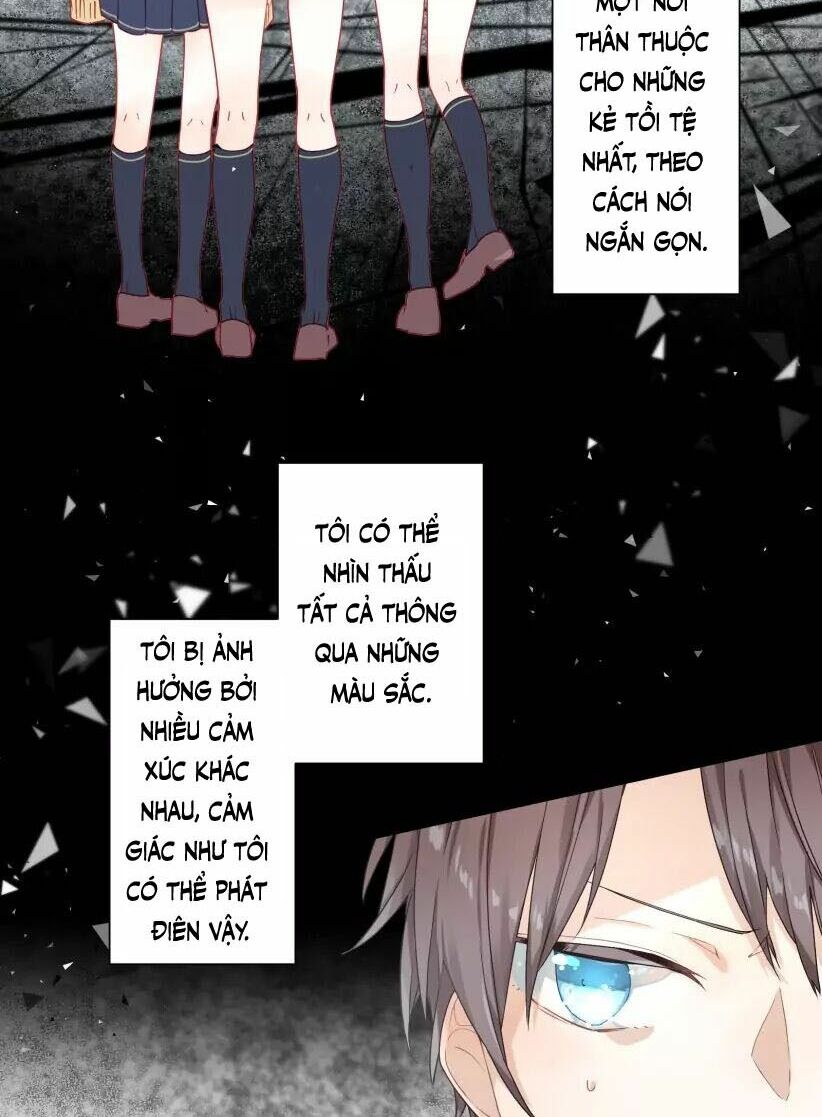 MỘT NƠI
THÂN THUỘC
CHO NHỮNG
KẺ TỒI TỆ
NHẤT, THEO
CÁCH NÓI
NGẮN GỌN.
TÔI CÓ THỂ
NHÌN THẤU
TẤT CẢ THÔNG
QUA NHỮNG
MÀU SẮC.
TÔI BỊ ẢNH
HƯỞNG BỞI
NHIỀU CẢM
XÚC KHÁC
NHAU, CẢM
GIÁC NHƯ TÔI
CÓ THỂ PHÁT
ĐIÊN VẬY.